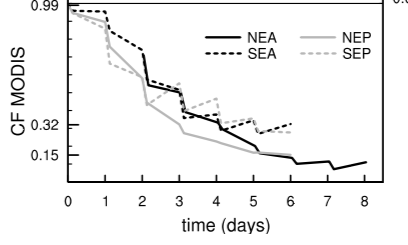 0.99
0.32
0.15
CF MODIS
NEA NEP
SEA SEP
0 1 2 3 4 5 6 7 8
time (days)